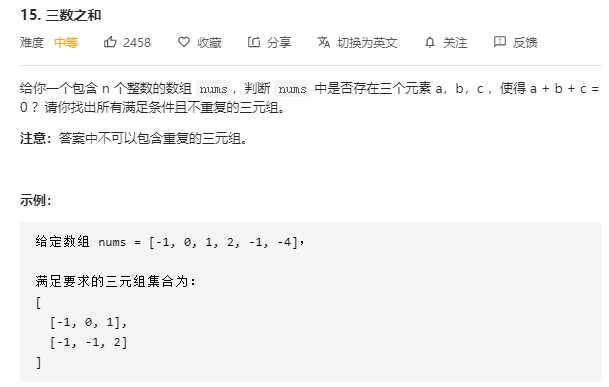 15. 三数之和
难度 中等 2458 收藏 分享 切换为英文 关注 反馈
给你一个包含 n 个整数的数组 nums，判断 nums 中是否存在三个元素 a，b，c ，使得 a + b + c =
0 ？请你找出所有满足条件且不重复的三元组。
注意：答案中不可以包含重复的三元组。
示例：
给定数组 nums = [-1, 0, 1, 2, -1, -4]，
满足要求的三元组集合为：
[
[-1, 0, 1],
[-1, -1, 2]
]